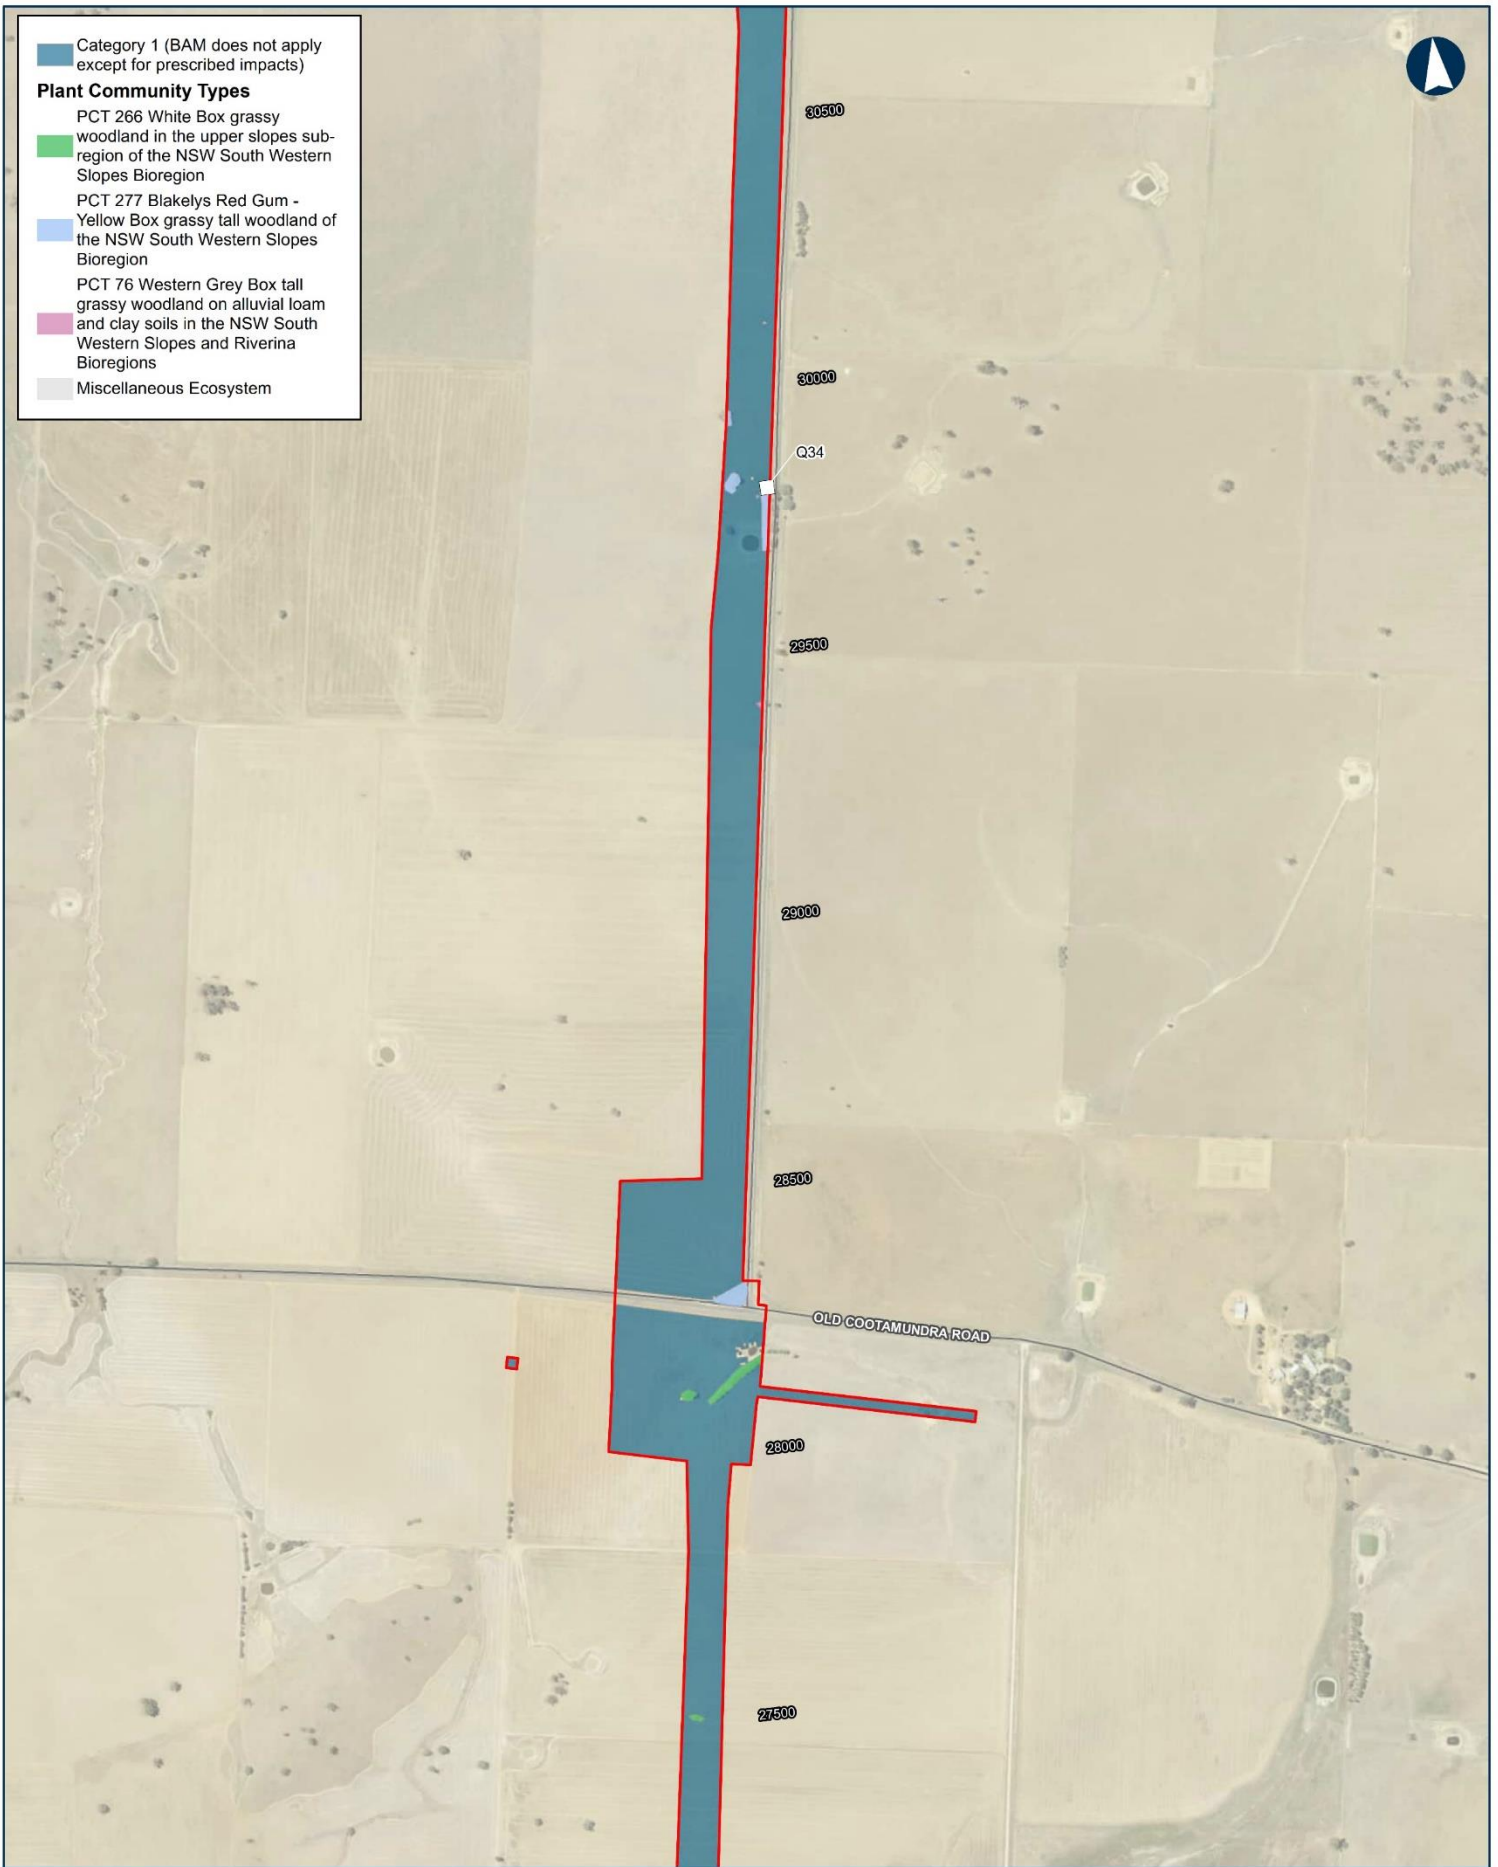 Category 1 (BAM does not apply
except for prescribed impacts)
Plant Community Types
PCT 266 White Box grassy
woodland in the upper slopes sub-
region of the NSW South Western
Slopes Bioregion
PCT 277 Blakelys Red Gum -
Yellow Box grassy tall woodland of
the NSW South Western Slopes
Bioregion
PCT 76 Western Grey Box tall
grassy woodland on alluvial loam
and clay soils in the NSW South
Western Slopes and Riverina
Bioregions
Miscellaneous Ecosystem
30500
30000
Q34
29500
29000
28500
OLD COOTAMUNDRA ROAD
28000
27500